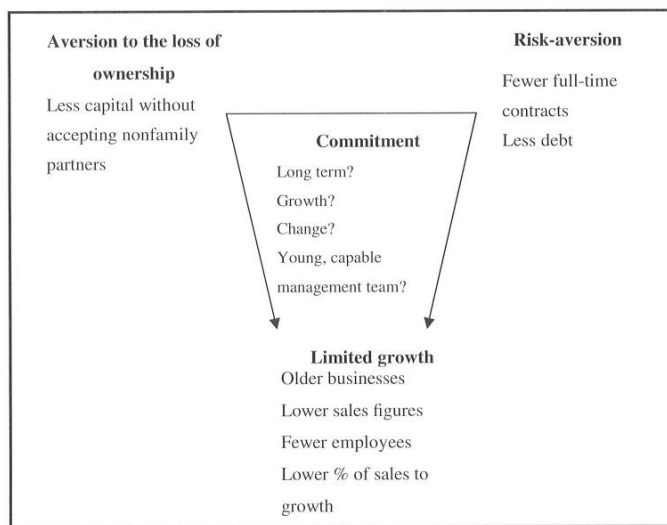 Aversion to the loss of
ownership
Less capital without
accepting nonfamily
partners
Risk-aversion
Fewer full-time
contracts
Less debt
Commitment
Long term?
Growth?
Change?
Young, capable
management team?
Limited growth
Older businesses
Lower sales figures
Fewer employees
Lower % of sales to
growth